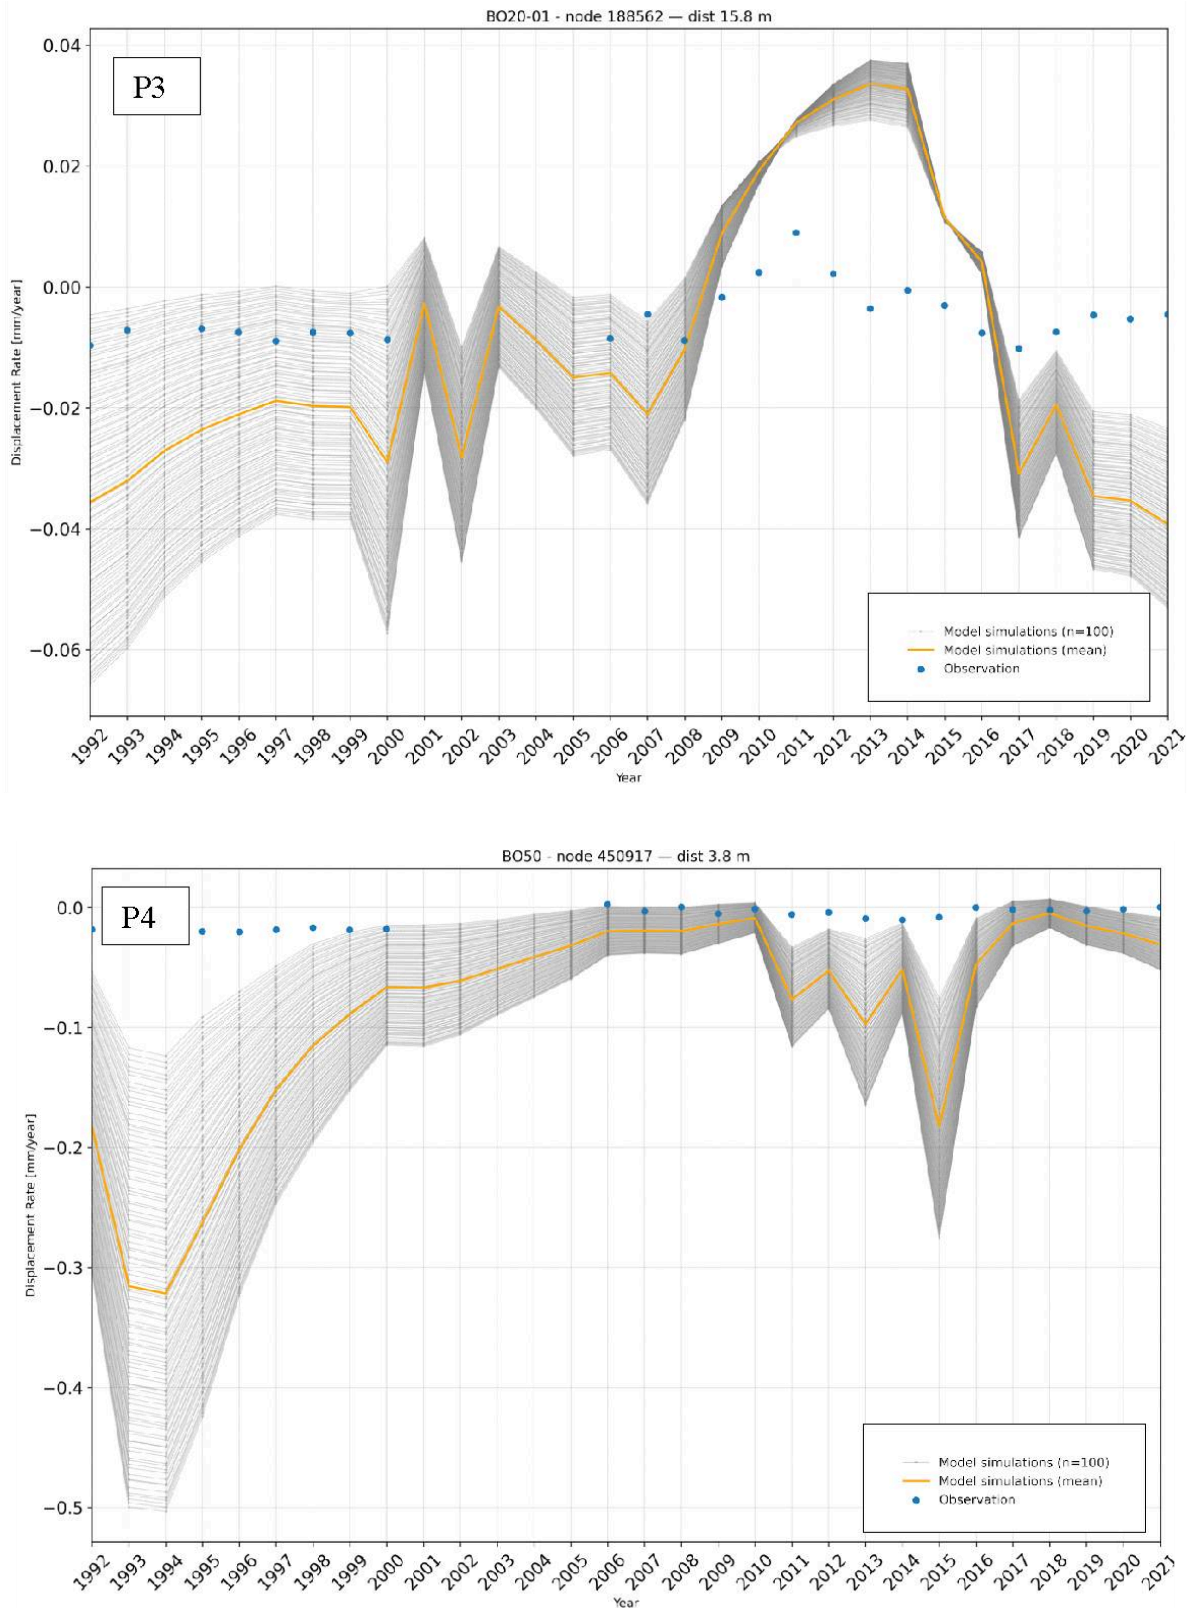 BO20-01 - node 188562 — dist 15.8 m
P3
0.04
0.02
0.00
−0.02
−0.04
−0.06
Displacement Rate [mm/year]
Model simulations (n=100)
Model simulations (mean)
Observation
1992 1993 1994 1995 1996 1997 1998 1999 2000 2001 2002 2003 2004 2005 2006 2007 2008 2009 2010 2011 2012 2013 2014 2015 2016 2017 2018 2019 2020 2021
Year
BO50 - node 450917 — dist 3.8 m
P4
0.0
−0.1
−0.2
−0.3
−0.4
−0.5
Displacement Rate [mm/year]
Model simulations (n=100)
Model simulations (mean)
Observation
1992 1993 1994 1995 1996 1997 1998 1999 2000 2001 2002 2003 2004 2005 2006 2007 2008 2009 2010 2011 2012 2013 2014 2015 2016 2017 2018 2019 2020 2021
Year